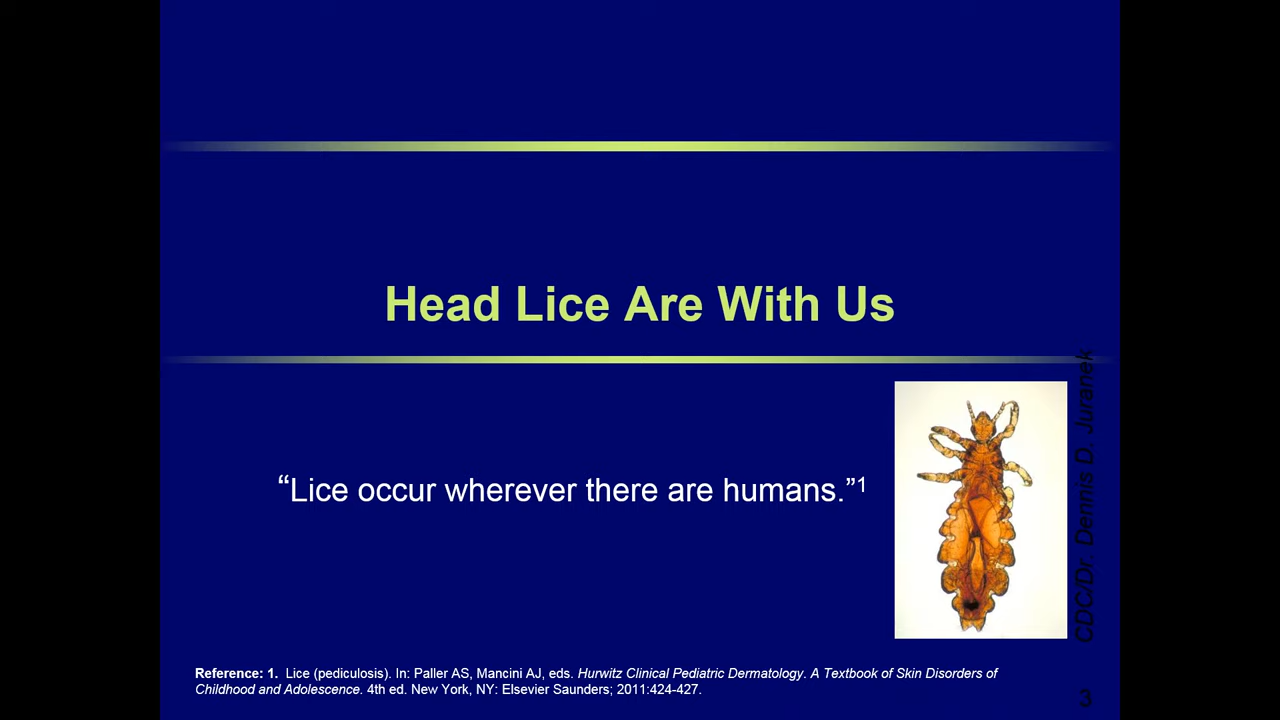 Head Lice Are With Us
“Lice occur wherever there are humans.”1
CDC/Dr. Dennis D. Juranek
Reference: 1. Lice (pediculosis). In: Paller AS, Mancini AJ, eds. Hurwitz Clinical Pediatric Dermatology. A Textbook of Skin Disorders of
Childhood and Adolescence. 4th ed. New York, NY: Elsevier Saunders; 2011:424-427.
3